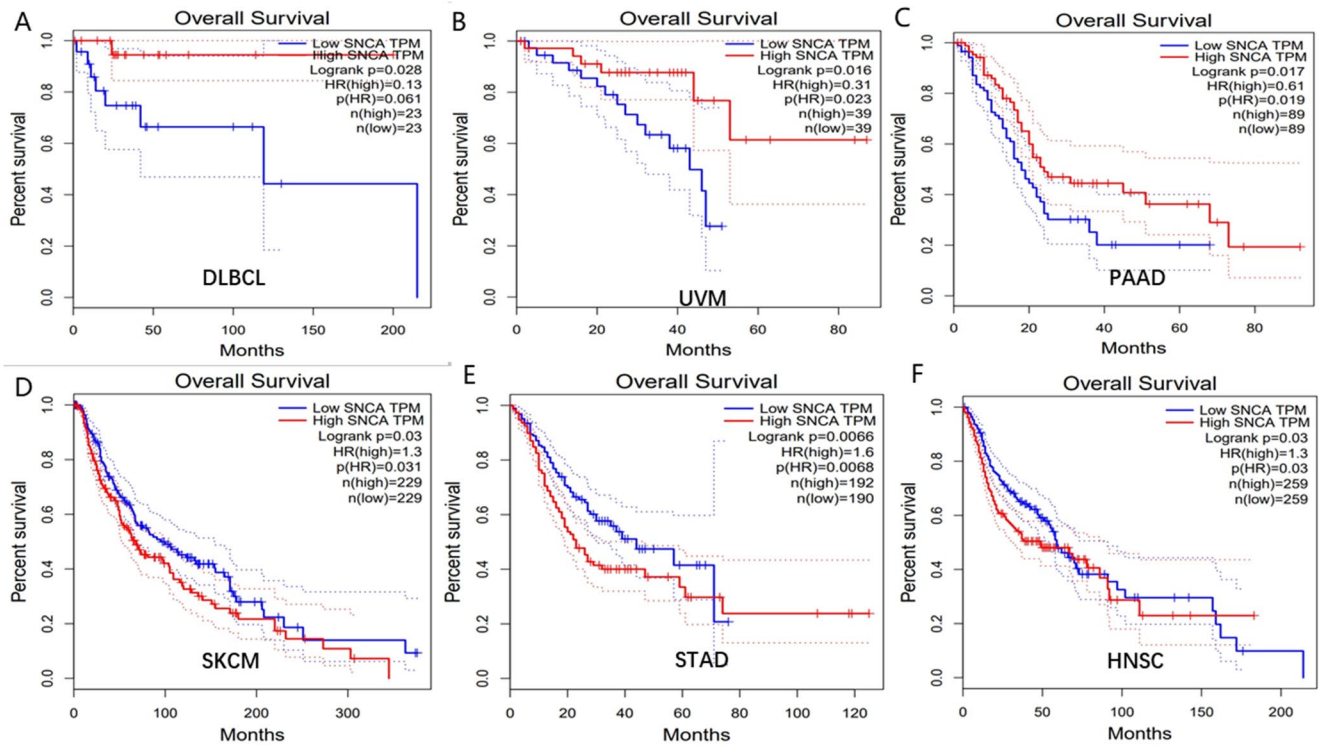 A
Overall Survival
Low SNCA TPM
High SNCA TPM
Logrank p=0.028
HR(high)=0.13
p(HR)=0.061
n(high)=23
n(low)=23
Percent survival
0.0 0.2 0.4 0.6 0.8 1.0
DLBCL
0 50 100 150 200
Months
B
Overall Survival
Low SNCA TPM
High SNCA TPM
Logrank p=0.016
HR(high)=0.31
p(HR)=0.023
n(high)=39
n(low)=39
Percent survival
0.0 0.2 0.4 0.6 0.8 1.0
UVM
0 20 40 60 80
Months
C
Overall Survival
Low SNCA TPM
High SNCA TPM
Logrank p=0.017
HR(high)=0.61
p(HR)=0.019
n(high)=89
n(low)=89
Percent survival
0.0 0.2 0.4 0.6 0.8 1.0
PAAD
0 20 40 60 80
Months
D
Overall Survival
Low SNCA TPM
High SNCA TPM
Logrank p=0.03
HR(high)=1.3
p(HR)=0.031
n(high)=229
n(low)=229
Percent survival
0.0 0.2 0.4 0.6 0.8 1.0
SKCM
0 100 200 300
Months
E
Overall Survival
Low SNCA TPM
High SNCA TPM
Logrank p=0.0066
HR(high)=1.6
p(HR)=0.0068
n(high)=192
n(low)=190
Percent survival
0.0 0.2 0.4 0.6 0.8 1.0
STAD
0 20 40 60 80 100 120
Months
F
Overall Survival
Low SNCA TPM
High SNCA TPM
Logrank p=0.03
HR(high)=1.3
p(HR)=0.03
n(high)=259
n(low)=259
Percent survival
0.0 0.2 0.4 0.6 0.8 1.0
HNSC
0 50 100 150 200
Months